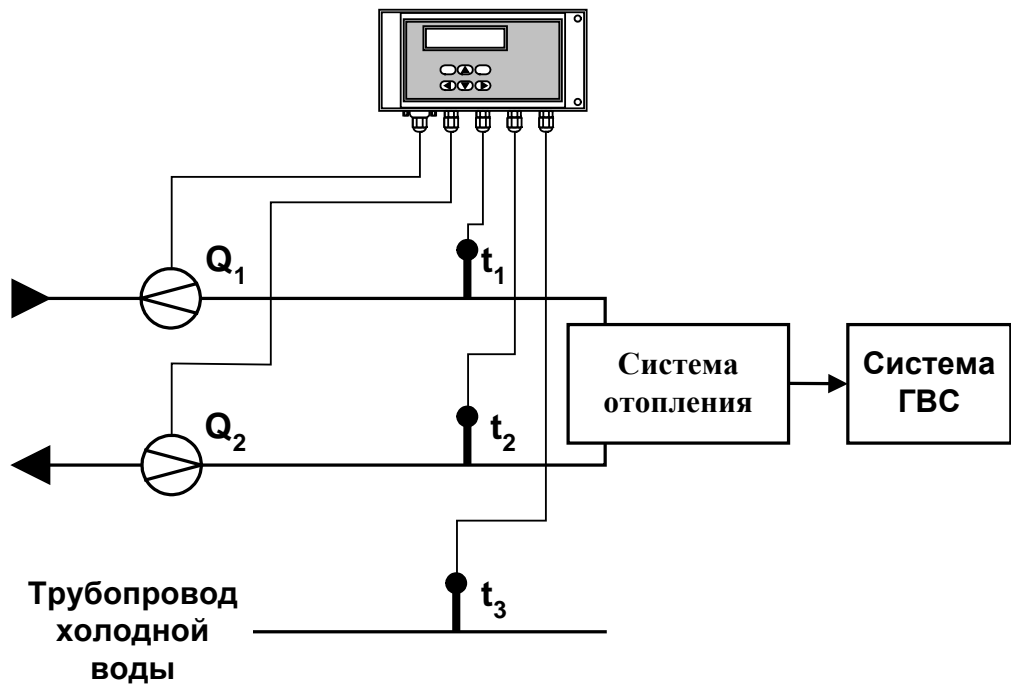 Q₁
t₁
Система
отопления
Система
ГВС
Q₂
t₂
Трубопровод
холодной
воды
t₃